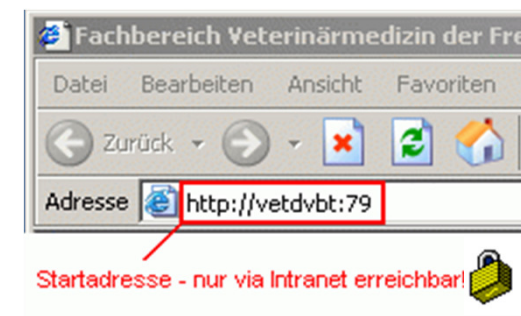 Fachbereich Veterinärmedizin der Fre
Datei Bearbeiten Ansicht Favoriten
Zurück
Adresse http://vetdvbt:79
Startadresse - nur via Intranet erreichbar!